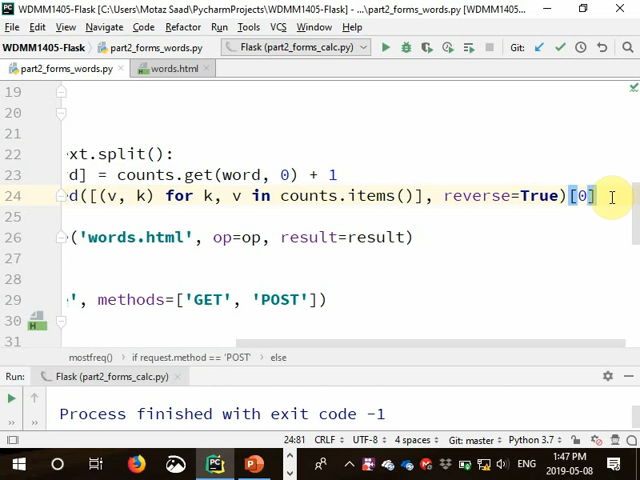 WDMM1405-Flask [C:\Users\Motaz Saad\PycharmProjects\WDMM1405-Flask] - ...\part2_forms_words.py
File Edit View Navigate Code Refactor Run Tools VCS Window Help
WDMM1405-Flask part2_forms_words.py Flask (part2_forms_calc.py) Git:
part2_forms_words.py words.html
19
20
21
22 ext.split():
23 rd] = counts.get(word, 0) + 1
24 d([(v, k) for k, v in counts.items()], reverse=True)[0]
25
26 ('words.html', op=op, result=result)
27
28
29 ', methods=['GET', 'POST'])
30
31
mostfreq() if request.method == 'POST' else
Run: Flask (part2_forms_calc.py)
Process finished with exit code -1
24:81 CRLF UTF-8 4 spaces Git: master Python 3.7
ENG 1:47 PM 2019-05-08